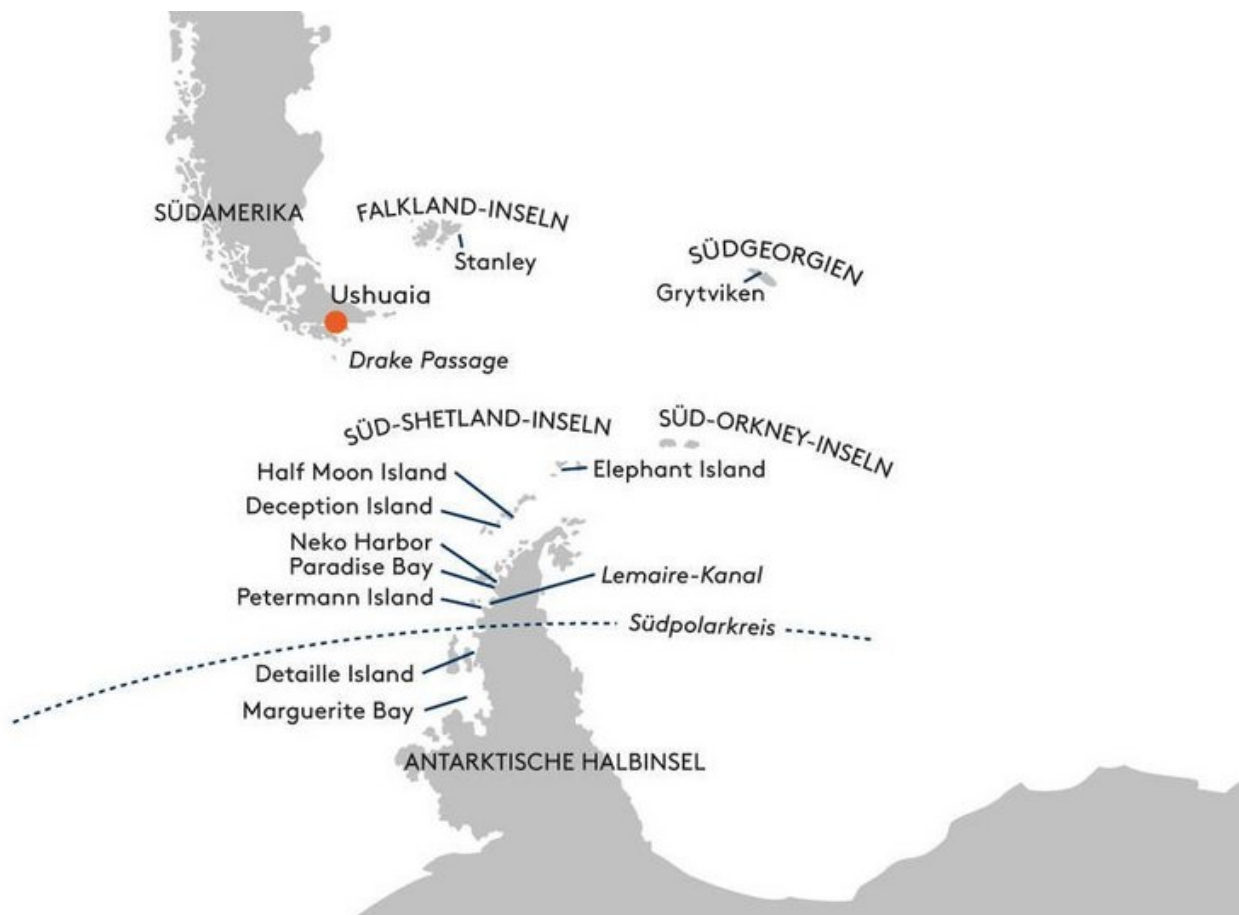 SÜDAMERIKA
FALKLAND-INSELN
Stanley
SÜDGEORGIEN
Grytviken
Ushuaia
Drake Passage
SÜD-SHETLAND-INSELN
SÜD-ORKNEY-INSELN
Elephant Island
Half Moon Island
Deception Island
Neko Harbor
Paradise Bay
Lemaire-Kanal
Petermann Island
Südpolarkreis
Detaille Island
Marguerite Bay
ANTARKTISCHE HALBINSEL